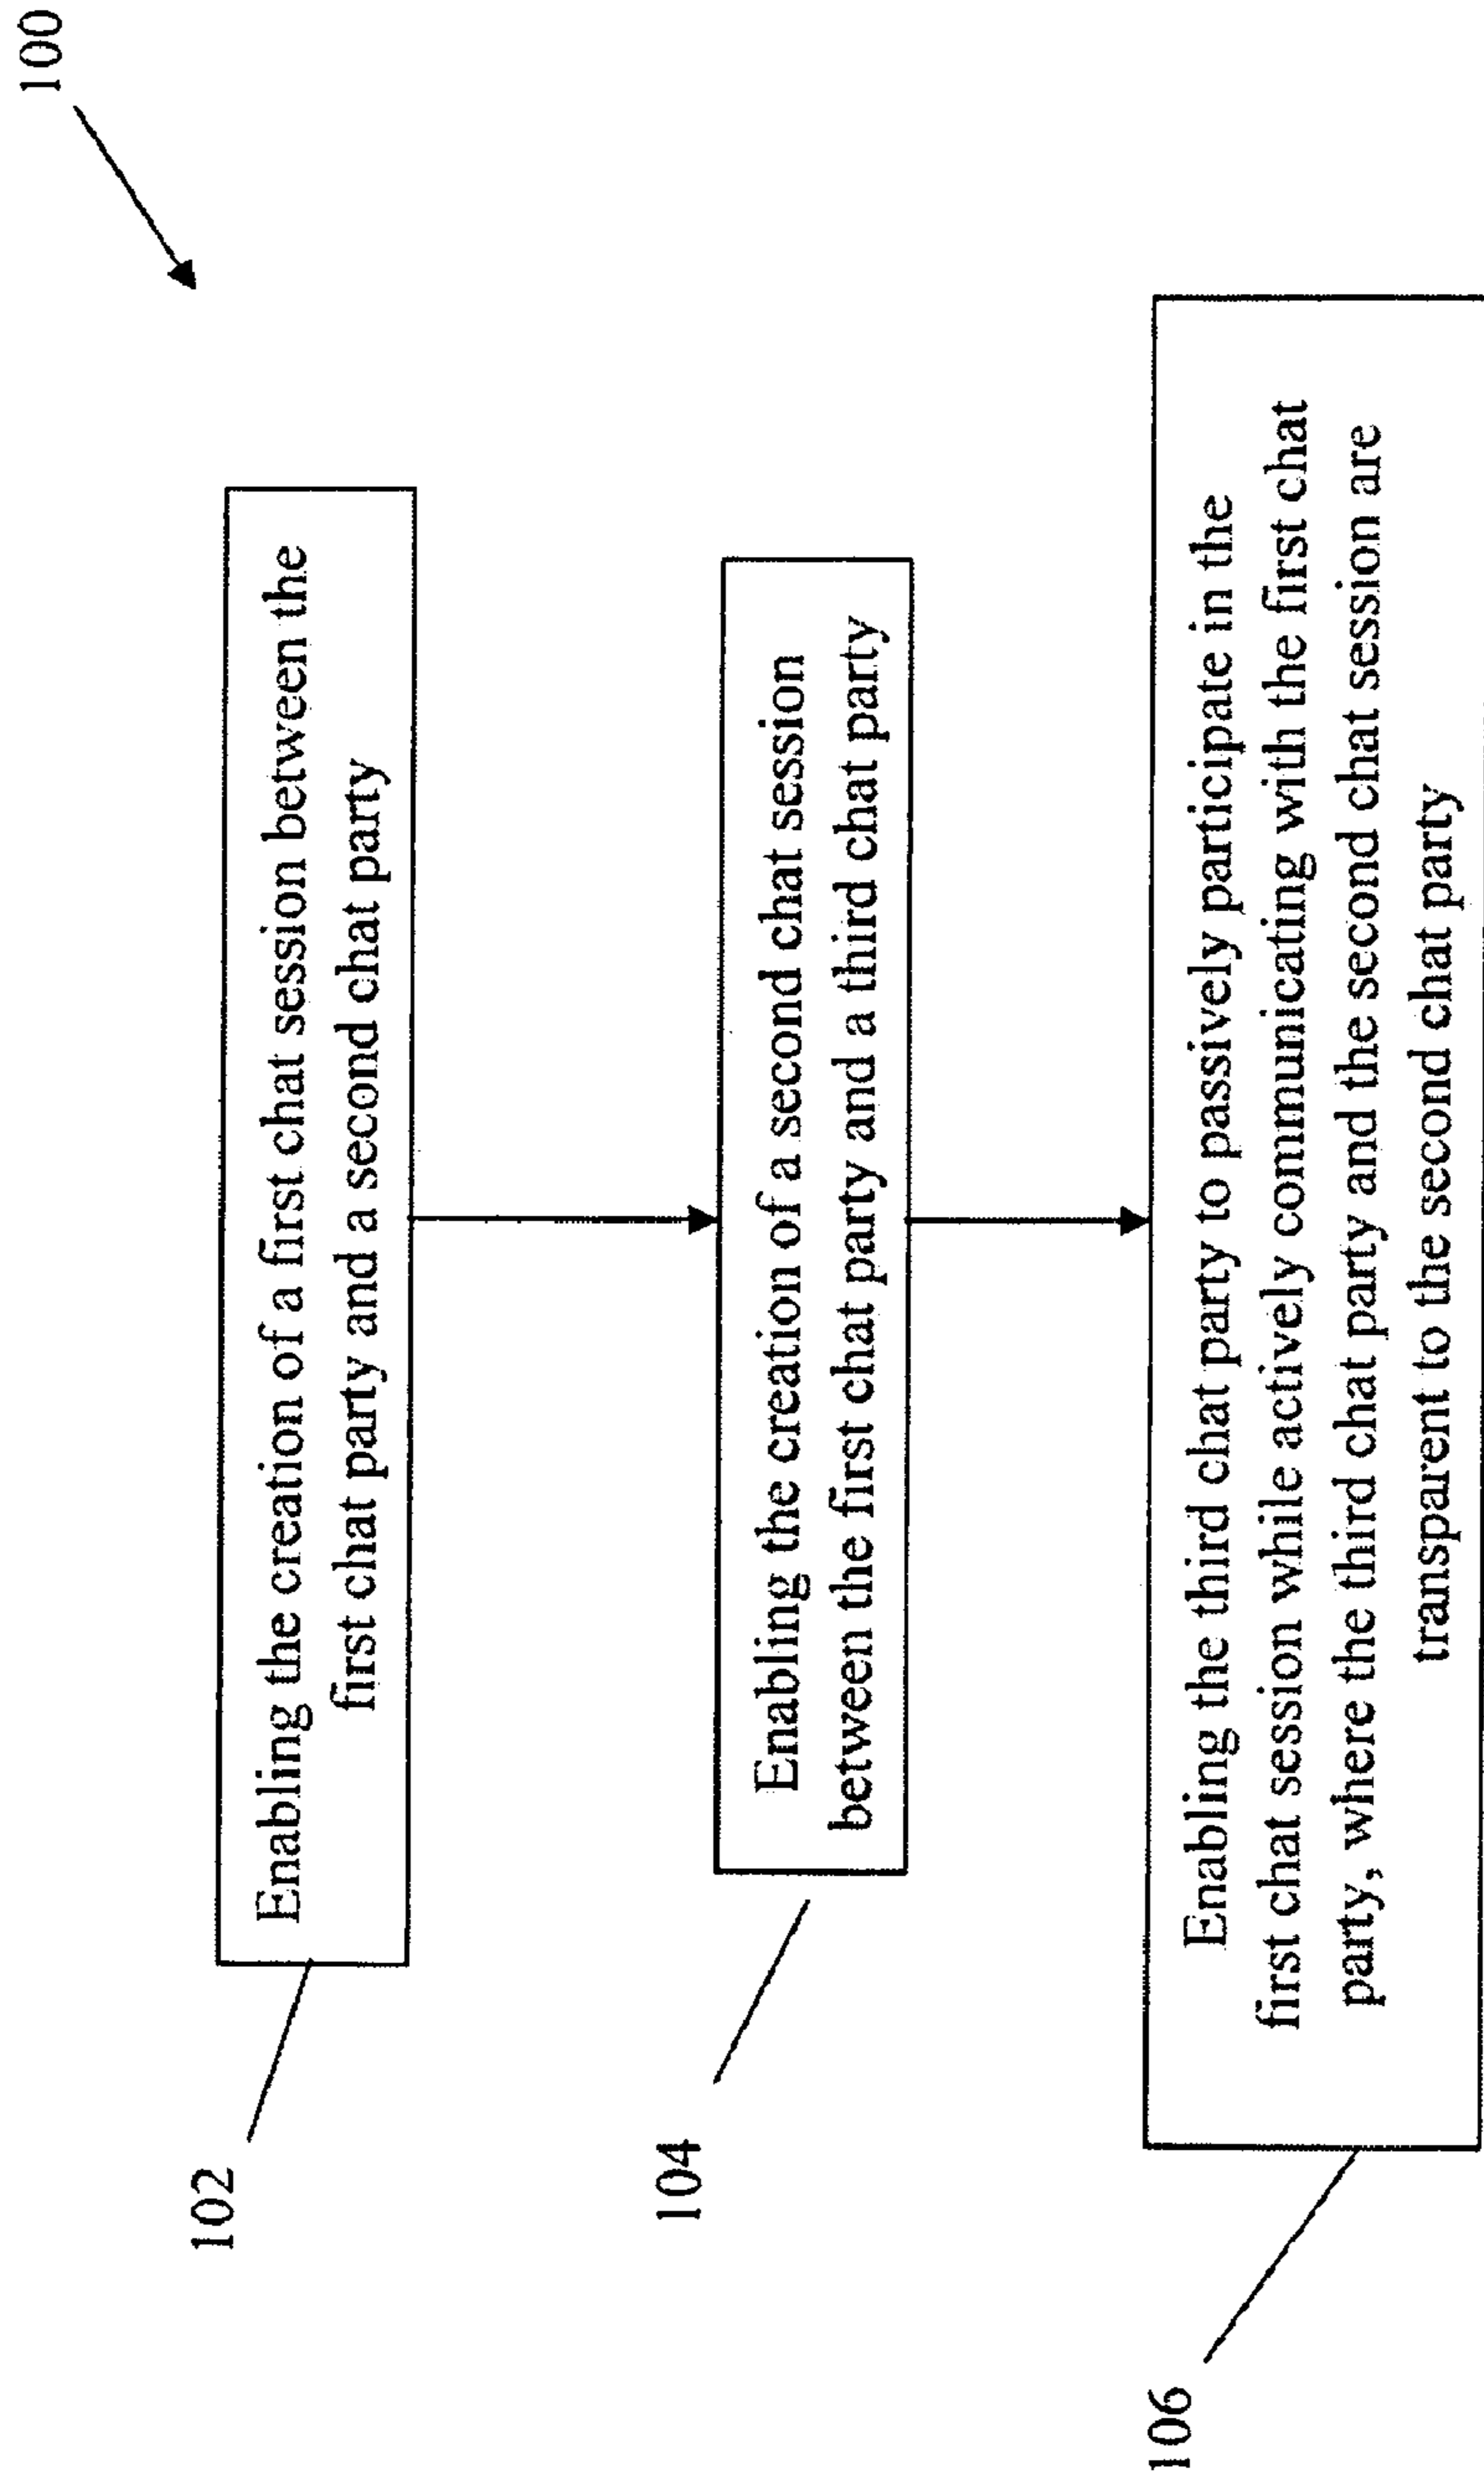 100
102
Enabling the creation of a first chat session between the
first chat party and a second chat party
104
Enabling the creation of a second chat session
between the first chat party and a third chat party
106
Enabling the third chat party to passively participate in the
first chat session while actively communicating with the first chat
party, where the third chat party and the second chat session are
transparent to the second chat party